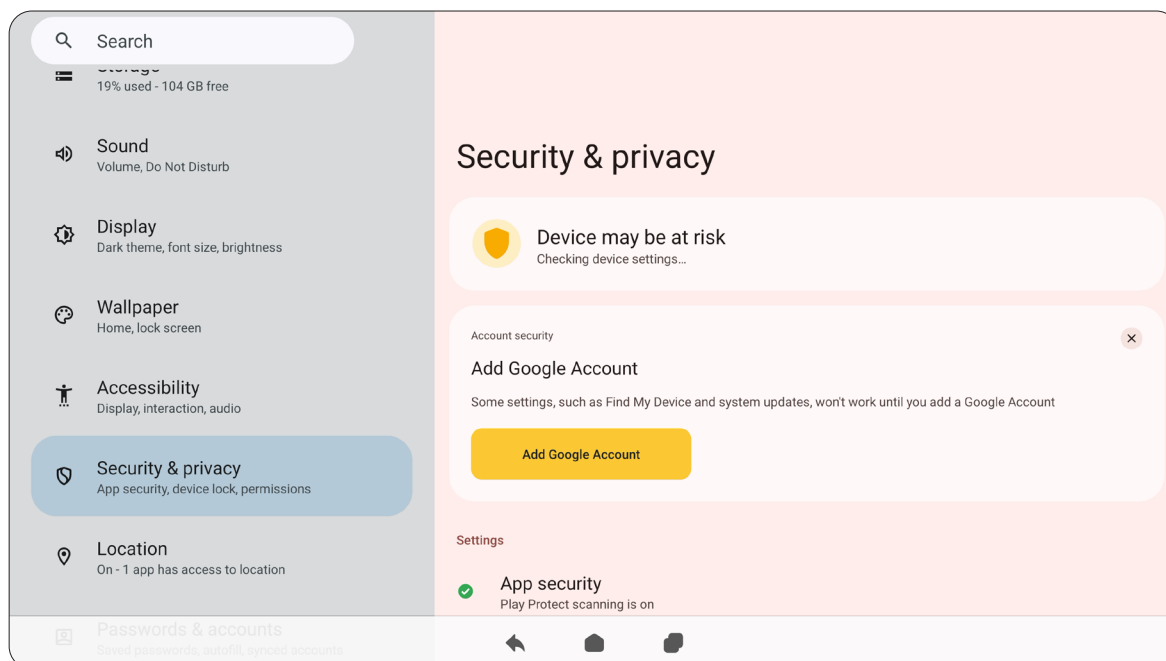 Search
Storage
19% used - 104 GB free
Sound
Volume, Do Not Disturb
Display
Dark theme, font size, brightness
Wallpaper
Home, lock screen
Accessibility
Display, interaction, audio
Security & privacy
App security, device lock, permissions
Location
On - 1 app has access to location
Passwords & accounts
Saved passwords, autofill, synced accounts
Security & privacy
Device may be at risk
Checking device settings...
Account security
Add Google Account
Some settings, such as Find My Device and system updates, won't work until you add a Google Account
Add Google Account
Settings
App security
Play Protect scanning is on